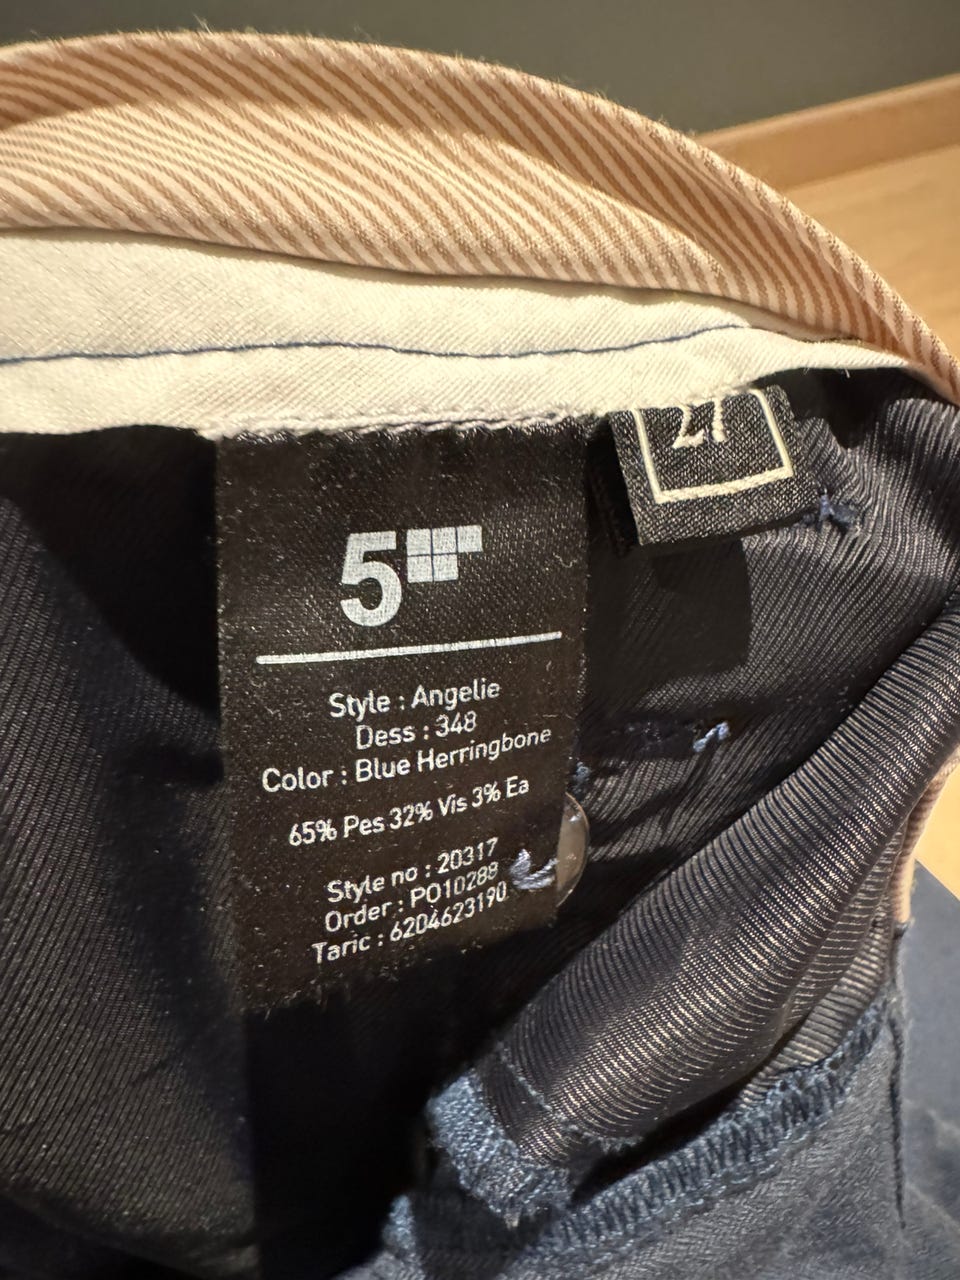 27
5
Style : Angelie
Dess : 348
Color : Blue Herringbone
65% Pes 32% Vis 3% Ea
Style no : 20317
Order : PO10288
Taric : 6204623190